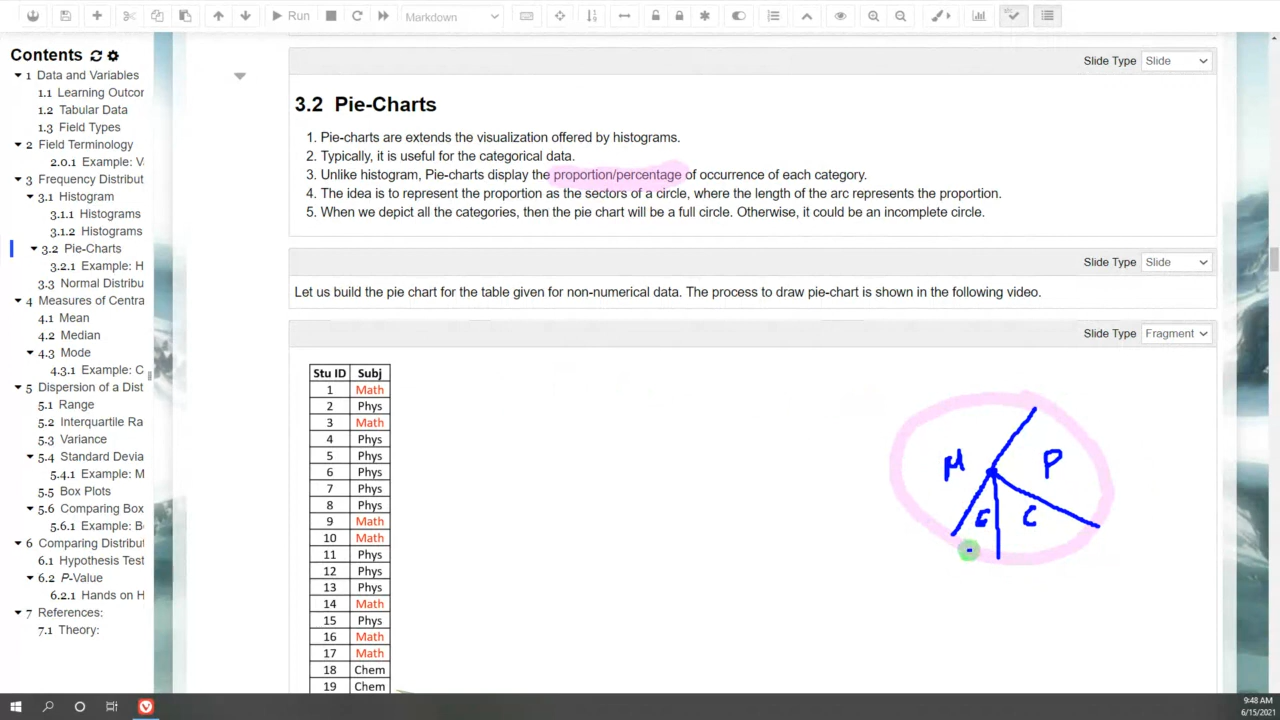 Run
Markdown
Contents
1 Data and Variables
1.1 Learning Outcor
1.2 Tabular Data
1.3 Field Types
2 Field Terminology
2.0.1 Example: Va
3 Frequency Distribut
3.1 Histogram
3.1.1 Histograms
3.1.2 Histograms
3.2 Pie-Charts
3.2.1 Example: H
3.3 Normal Distribu
4 Measures of Centra
4.1 Mean
4.2 Median
4.3 Mode
4.3.1 Example: C
5 Dispersion of a Dist
5.1 Range
5.2 Interquartile Ra
5.3 Variance
5.4 Standard Devia
5.4.1 Example: M
5.5 Box Plots
5.6 Comparing Box
5.6.1 Example: B
6 Comparing Distribut
6.1 Hypothesis Test
6.2 P-Value
6.2.1 Hands on H
7 References:
7.1 Theory:
Slide Type Slide
3.2 Pie-Charts
1. Pie-charts are extends the visualization offered by histograms.
2. Typically, it is useful for the categorical data.
3. Unlike histogram, Pie-charts display the proportion/percentage of occurrence of each category.
4. The idea is to represent the proportion as the sectors of a circle, where the length of the arc represents the proportion.
5. When we depict all the categories, then the pie chart will be a full circle. Otherwise, it could be an incomplete circle.
Slide Type Slide
Let us build the pie chart for the table given for non-numerical data. The process to draw pie-chart is shown in the following video.
Slide Type Fragment
Stu ID Subj
1 Math
2 Phys
3 Math
4 Phys
5 Phys
6 Phys
7 Phys
8 Phys
9 Math
10 Math
11 Phys
12 Phys
13 Phys
14 Math
15 Phys
16 Math
17 Math
18 Chem
19 Chem
M P
C
9:48 AM
6/15/2021